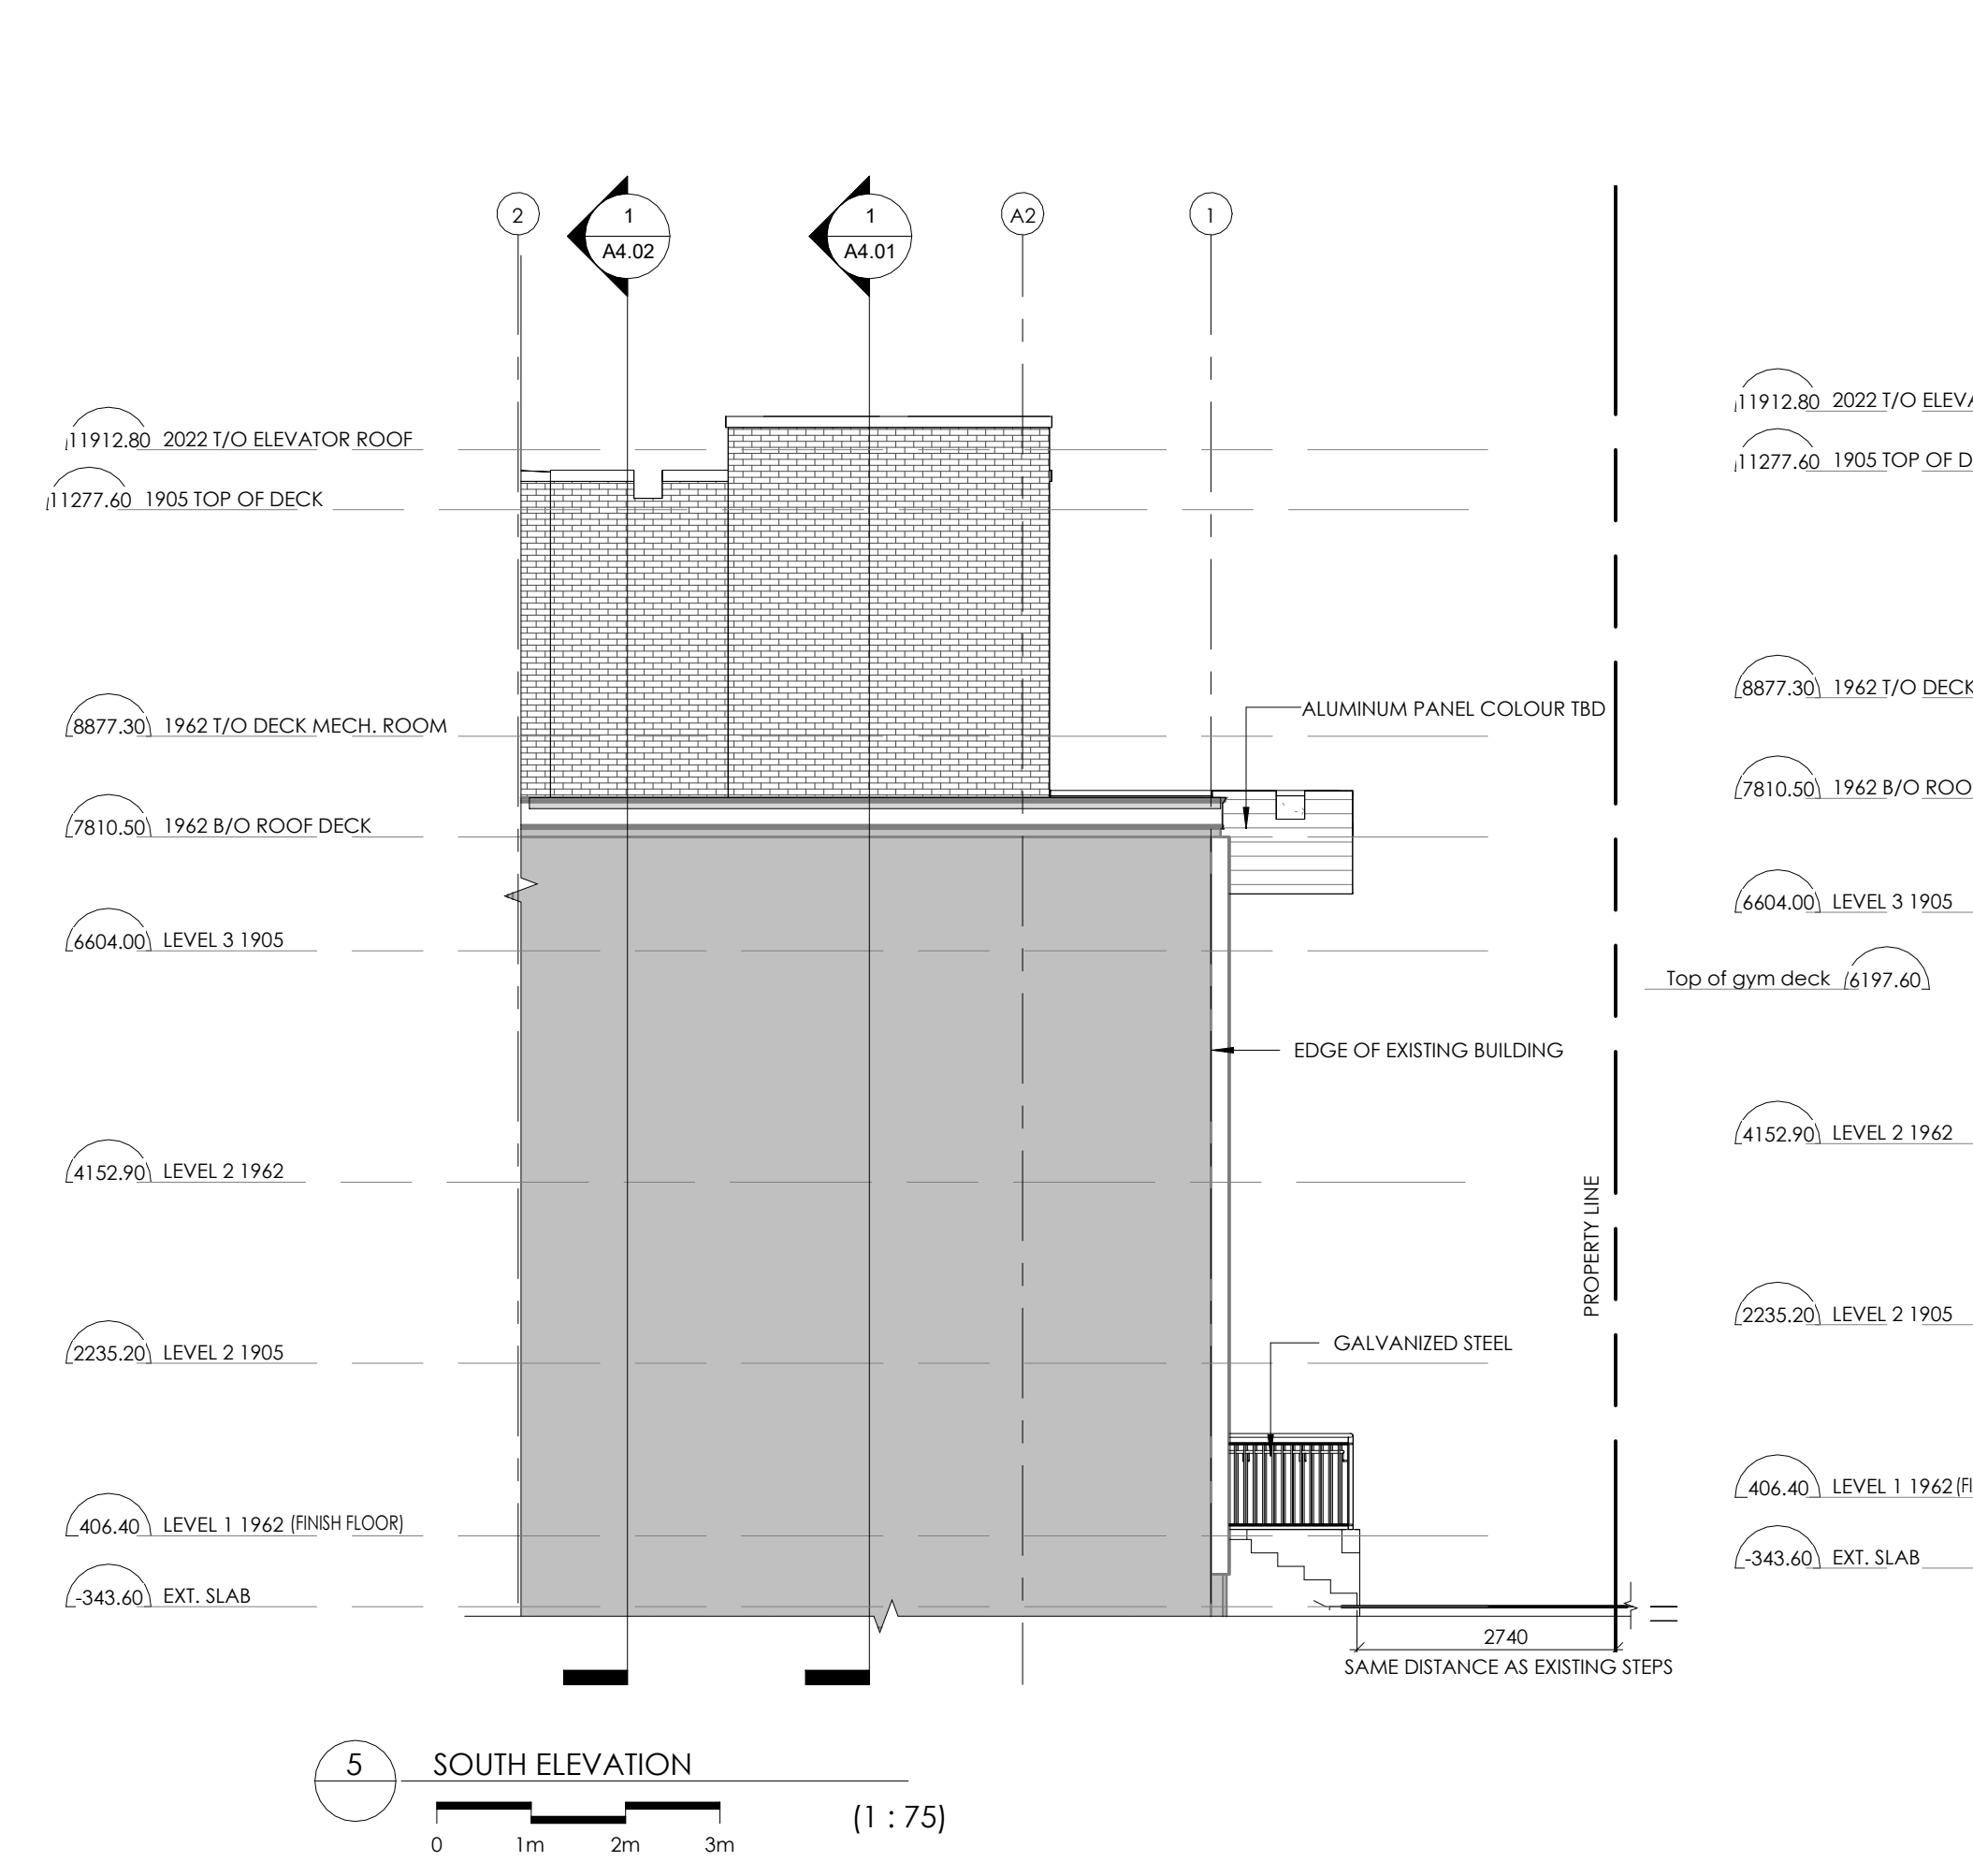 2
1
A4.02
1
A4.01
A2
1
11912.80 2022 T/O ELEVATOR ROOF
11277.60 1905 TOP OF DECK
8877.30 1962 T/O DECK MECH. ROOM
7810.50 1962 B/O ROOF DECK
6604.00 LEVEL 3 1905
4152.90 LEVEL 2 1962
2235.20 LEVEL 2 1905
406.40 LEVEL 1 1962 (FINISH FLOOR)
-343.60 EXT. SLAB
ALUMINUM PANEL COLOUR TBD
EDGE OF EXISTING BUILDING
GALVANIZED STEEL
PROPERTY LINE
2740
SAME DISTANCE AS EXISTING STEPS
11912.80 2022 T/O ELEVA
11277.60 1905 TOP OF D
8877.30 1962 T/O DECK
7810.50 1962 B/O ROO
6604.00 LEVEL 3 1905
Top of gym deck 6197.60
4152.90 LEVEL 2 1962
2235.20 LEVEL 2 1905
406.40 LEVEL 1 1962 (FI
-343.60 EXT. SLAB
5 SOUTH ELEVATION
(1 : 75)
0 1m 2m 3m